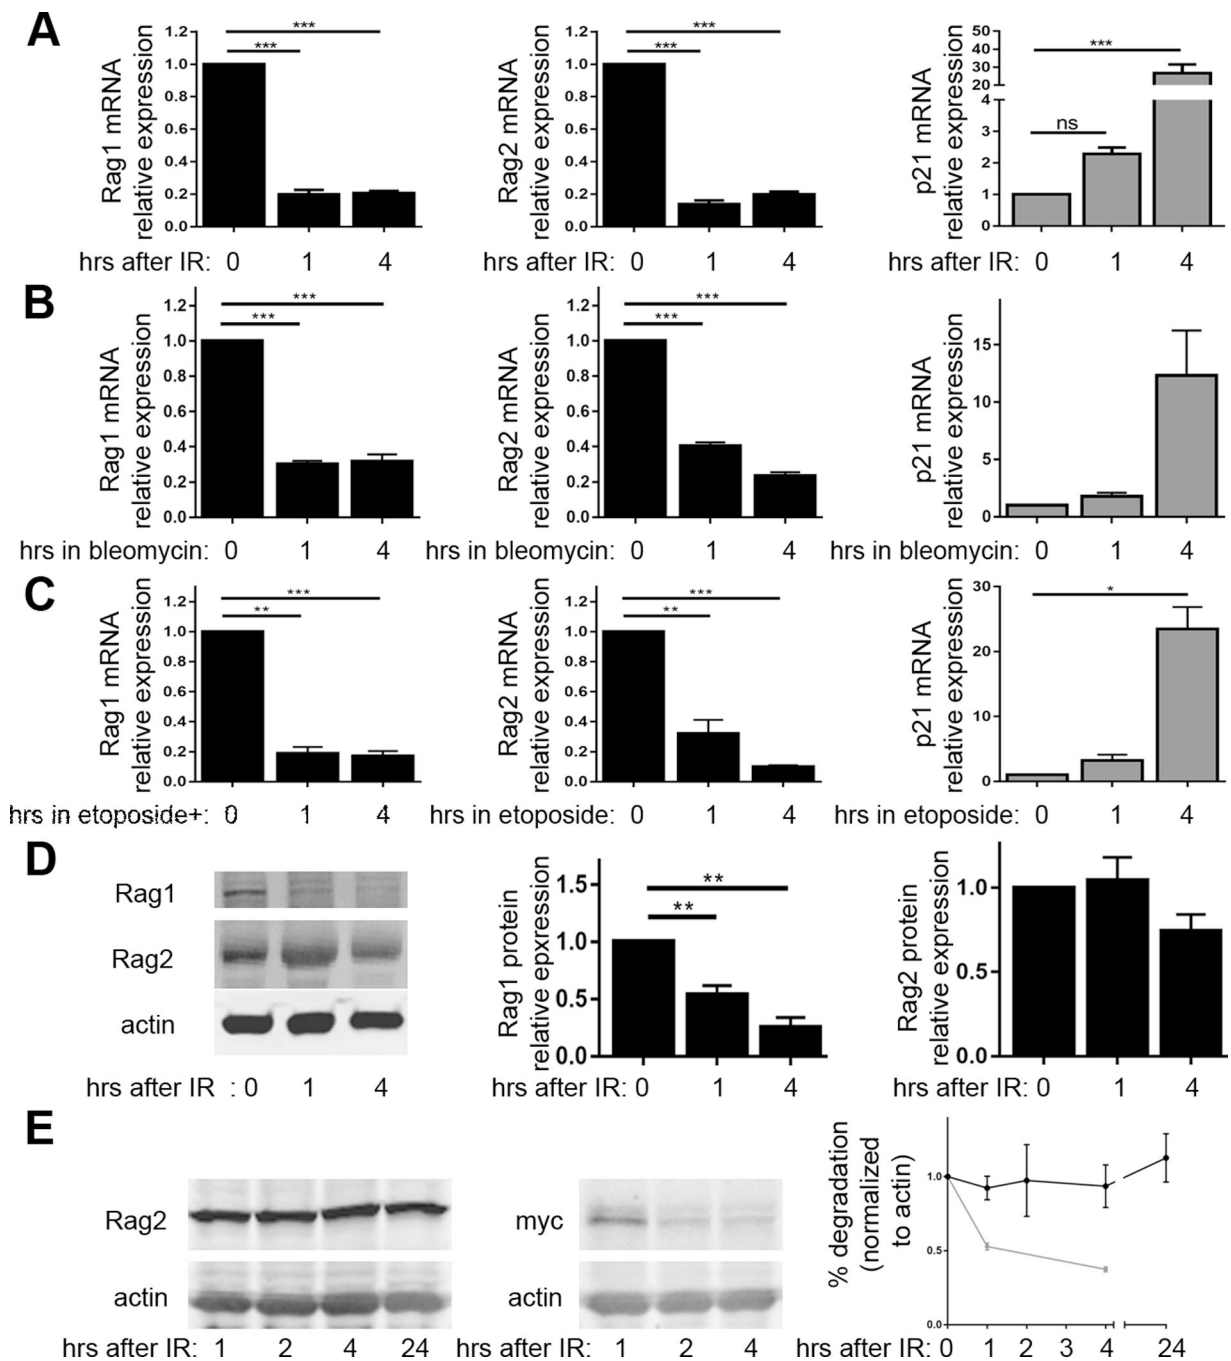 A
Rag1 mRNA
relative expression
1.2
1.0
0.8
0.6
0.4
0.2
0.0
***
***
hrs after IR: 0 1 4
Rag2 mRNA
relative expression
1.2
1.0
0.8
0.6
0.4
0.2
0.0
***
***
hrs after IR: 0 1 4
p21 mRNA
relative expression
50
40
30
20
4
3
2
1
0
***
ns
hrs after IR: 0 1 4
B
Rag1 mRNA
relative expression
1.2
1.0
0.8
0.6
0.4
0.2
0.0
***
***
hrs in bleomycin: 0 1 4
Rag2 mRNA
relative expression
1.2
1.0
0.8
0.6
0.4
0.2
0.0
***
***
hrs in bleomycin: 0 1 4
p21 mRNA
relative expression
15
10
5
0
hrs in bleomycin: 0 1 4
C
Rag1 mRNA
relative expression
1.2
1.0
0.8
0.6
0.4
0.2
0.0
***
**
hrs in etoposide+: 0 1 4
Rag2 mRNA
relative expression
1.2
1.0
0.8
0.6
0.4
0.2
0.0
***
**
hrs in etoposide: 0 1 4
p21 mRNA
relative expression
30
20
10
0
*
hrs in etoposide: 0 1 4
D
Rag1
Rag2
actin
hrs after IR : 0 1 4
Rag1 protein
relative epxression
1.5
1.0
0.5
0.0
**
**
hrs after IR: 0 1 4
Rag2 protein
relative expression
1.0
0.5
0.0
hrs after IR: 0 1 4
E
Rag2
actin
hrs after IR: 1 2 4 24
myc
actin
hrs after IR: 1 2 4
% degradation
(normalized
to actin)
1.0
0.5
0.0
hrs after IR: 0 1 2 3 4 24